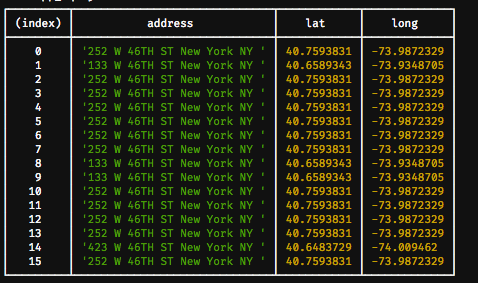 (index) address lat long
0 '252 W 46TH ST New York NY ' 40.7593831 -73.9872329
1 '133 W 46TH ST New York NY ' 40.6589343 -73.9348705
2 '252 W 46TH ST New York NY ' 40.7593831 -73.9872329
3 '252 W 46TH ST New York NY ' 40.7593831 -73.9872329
4 '252 W 46TH ST New York NY ' 40.7593831 -73.9872329
5 '252 W 46TH ST New York NY ' 40.7593831 -73.9872329
6 '252 W 46TH ST New York NY ' 40.7593831 -73.9872329
7 '252 W 46TH ST New York NY ' 40.7593831 -73.9872329
8 '133 W 46TH ST New York NY ' 40.6589343 -73.9348705
9 '133 W 46TH ST New York NY ' 40.6589343 -73.9348705
10 '252 W 46TH ST New York NY ' 40.7593831 -73.9872329
11 '252 W 46TH ST New York NY ' 40.7593831 -73.9872329
12 '252 W 46TH ST New York NY ' 40.7593831 -73.9872329
13 '252 W 46TH ST New York NY ' 40.7593831 -73.9872329
14 '423 W 46TH ST New York NY ' 40.6483729 -74.009462
15 '252 W 46TH ST New York NY ' 40.7593831 -73.9872329